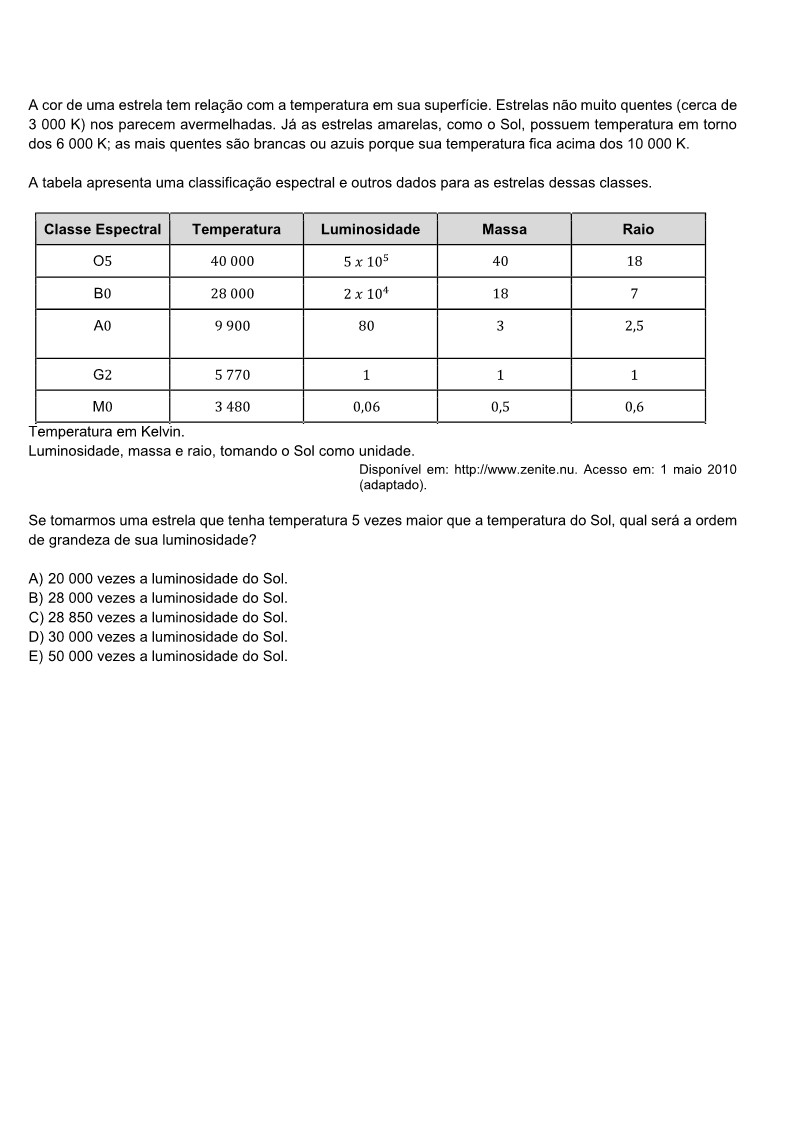 A cor de uma estrela tem relação com a temperatura em sua superfície. Estrelas não muito quentes (cerca de
3 000 K) nos parecem avermelhadas. Já as estrelas amarelas, como o Sol, possuem temperatura em torno
dos 6 000 K; as mais quentes são brancas ou azuis porque sua temperatura fica acima dos 10 000 K.
A tabela apresenta uma classificação espectral e outros dados para as estrelas dessas classes.
Classe Espectral Temperatura Luminosidade Massa Raio
O5 40 000 5 x 10⁵ 40 18
B0 28 000 2 x 10⁴ 18 7
A0 9 900 80 3 2,5
G2 5 770 1 1 1
M0 3 480 0,06 0,5 0,6
Temperatura em Kelvin.
Luminosidade, massa e raio, tomando o Sol como unidade.
Disponível em: http://www.zenite.nu. Acesso em: 1 maio 2010
(adaptado).
Se tomarmos uma estrela que tenha temperatura 5 vezes maior que a temperatura do Sol, qual será a ordem
de grandeza de sua luminosidade?
A) 20 000 vezes a luminosidade do Sol.
B) 28 000 vezes a luminosidade do Sol.
C) 28 850 vezes a luminosidade do Sol.
D) 30 000 vezes a luminosidade do Sol.
E) 50 000 vezes a luminosidade do Sol.